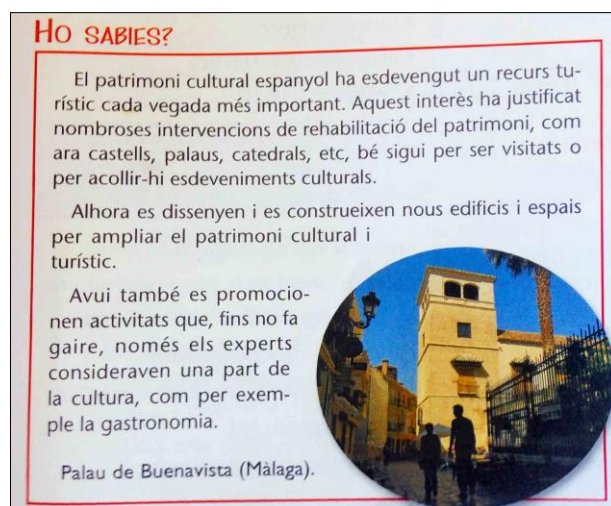 HO SABIES?
El patrimoni cultural espanyol ha esdevengut un recurs tu-
rístic cada vegada més important. Aquest interès ha justificat
nombroses intervencions de rehabilitació del patrimoni, com
ara castells, palaus, catedrals, etc, bé sigui per ser visitats o
per acollir-hi esdeveniments culturals.
Alhora es dissenyen i es construeixen nous edificis i espais
per ampliar el patrimoni cultural i
turístic.
Avui també es promocio-
nen activitats que, fins no fa
gaire, només els experts
consideraven una part de
la cultura, com per exem-
ple la gastronomia.
Palau de Buenavista (Màlaga).